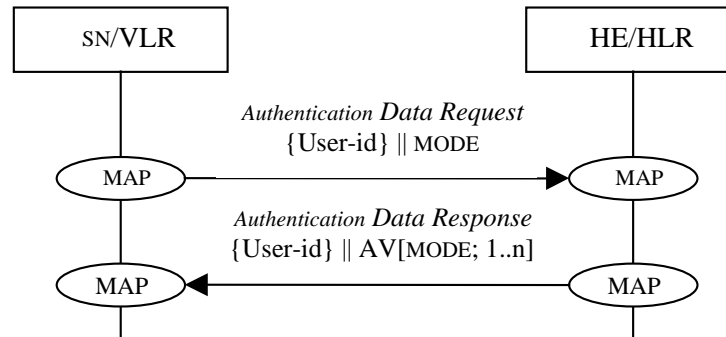 SN/VLR HE/HLR
Authentication Data Request
{User-id} || MODE
MAP MAP
Authentication Data Response
{User-id} || AV[MODE; 1..n]
MAP MAP